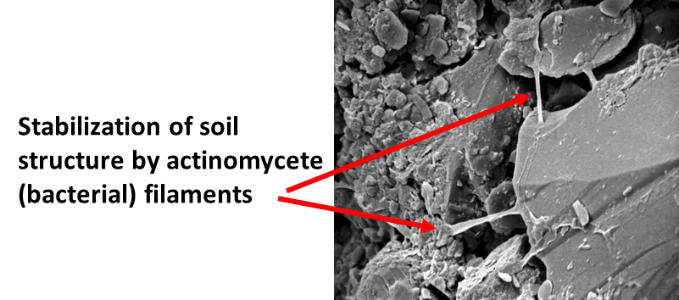 Stabilization of soil
structure by actinomycete
(bacterial) filaments